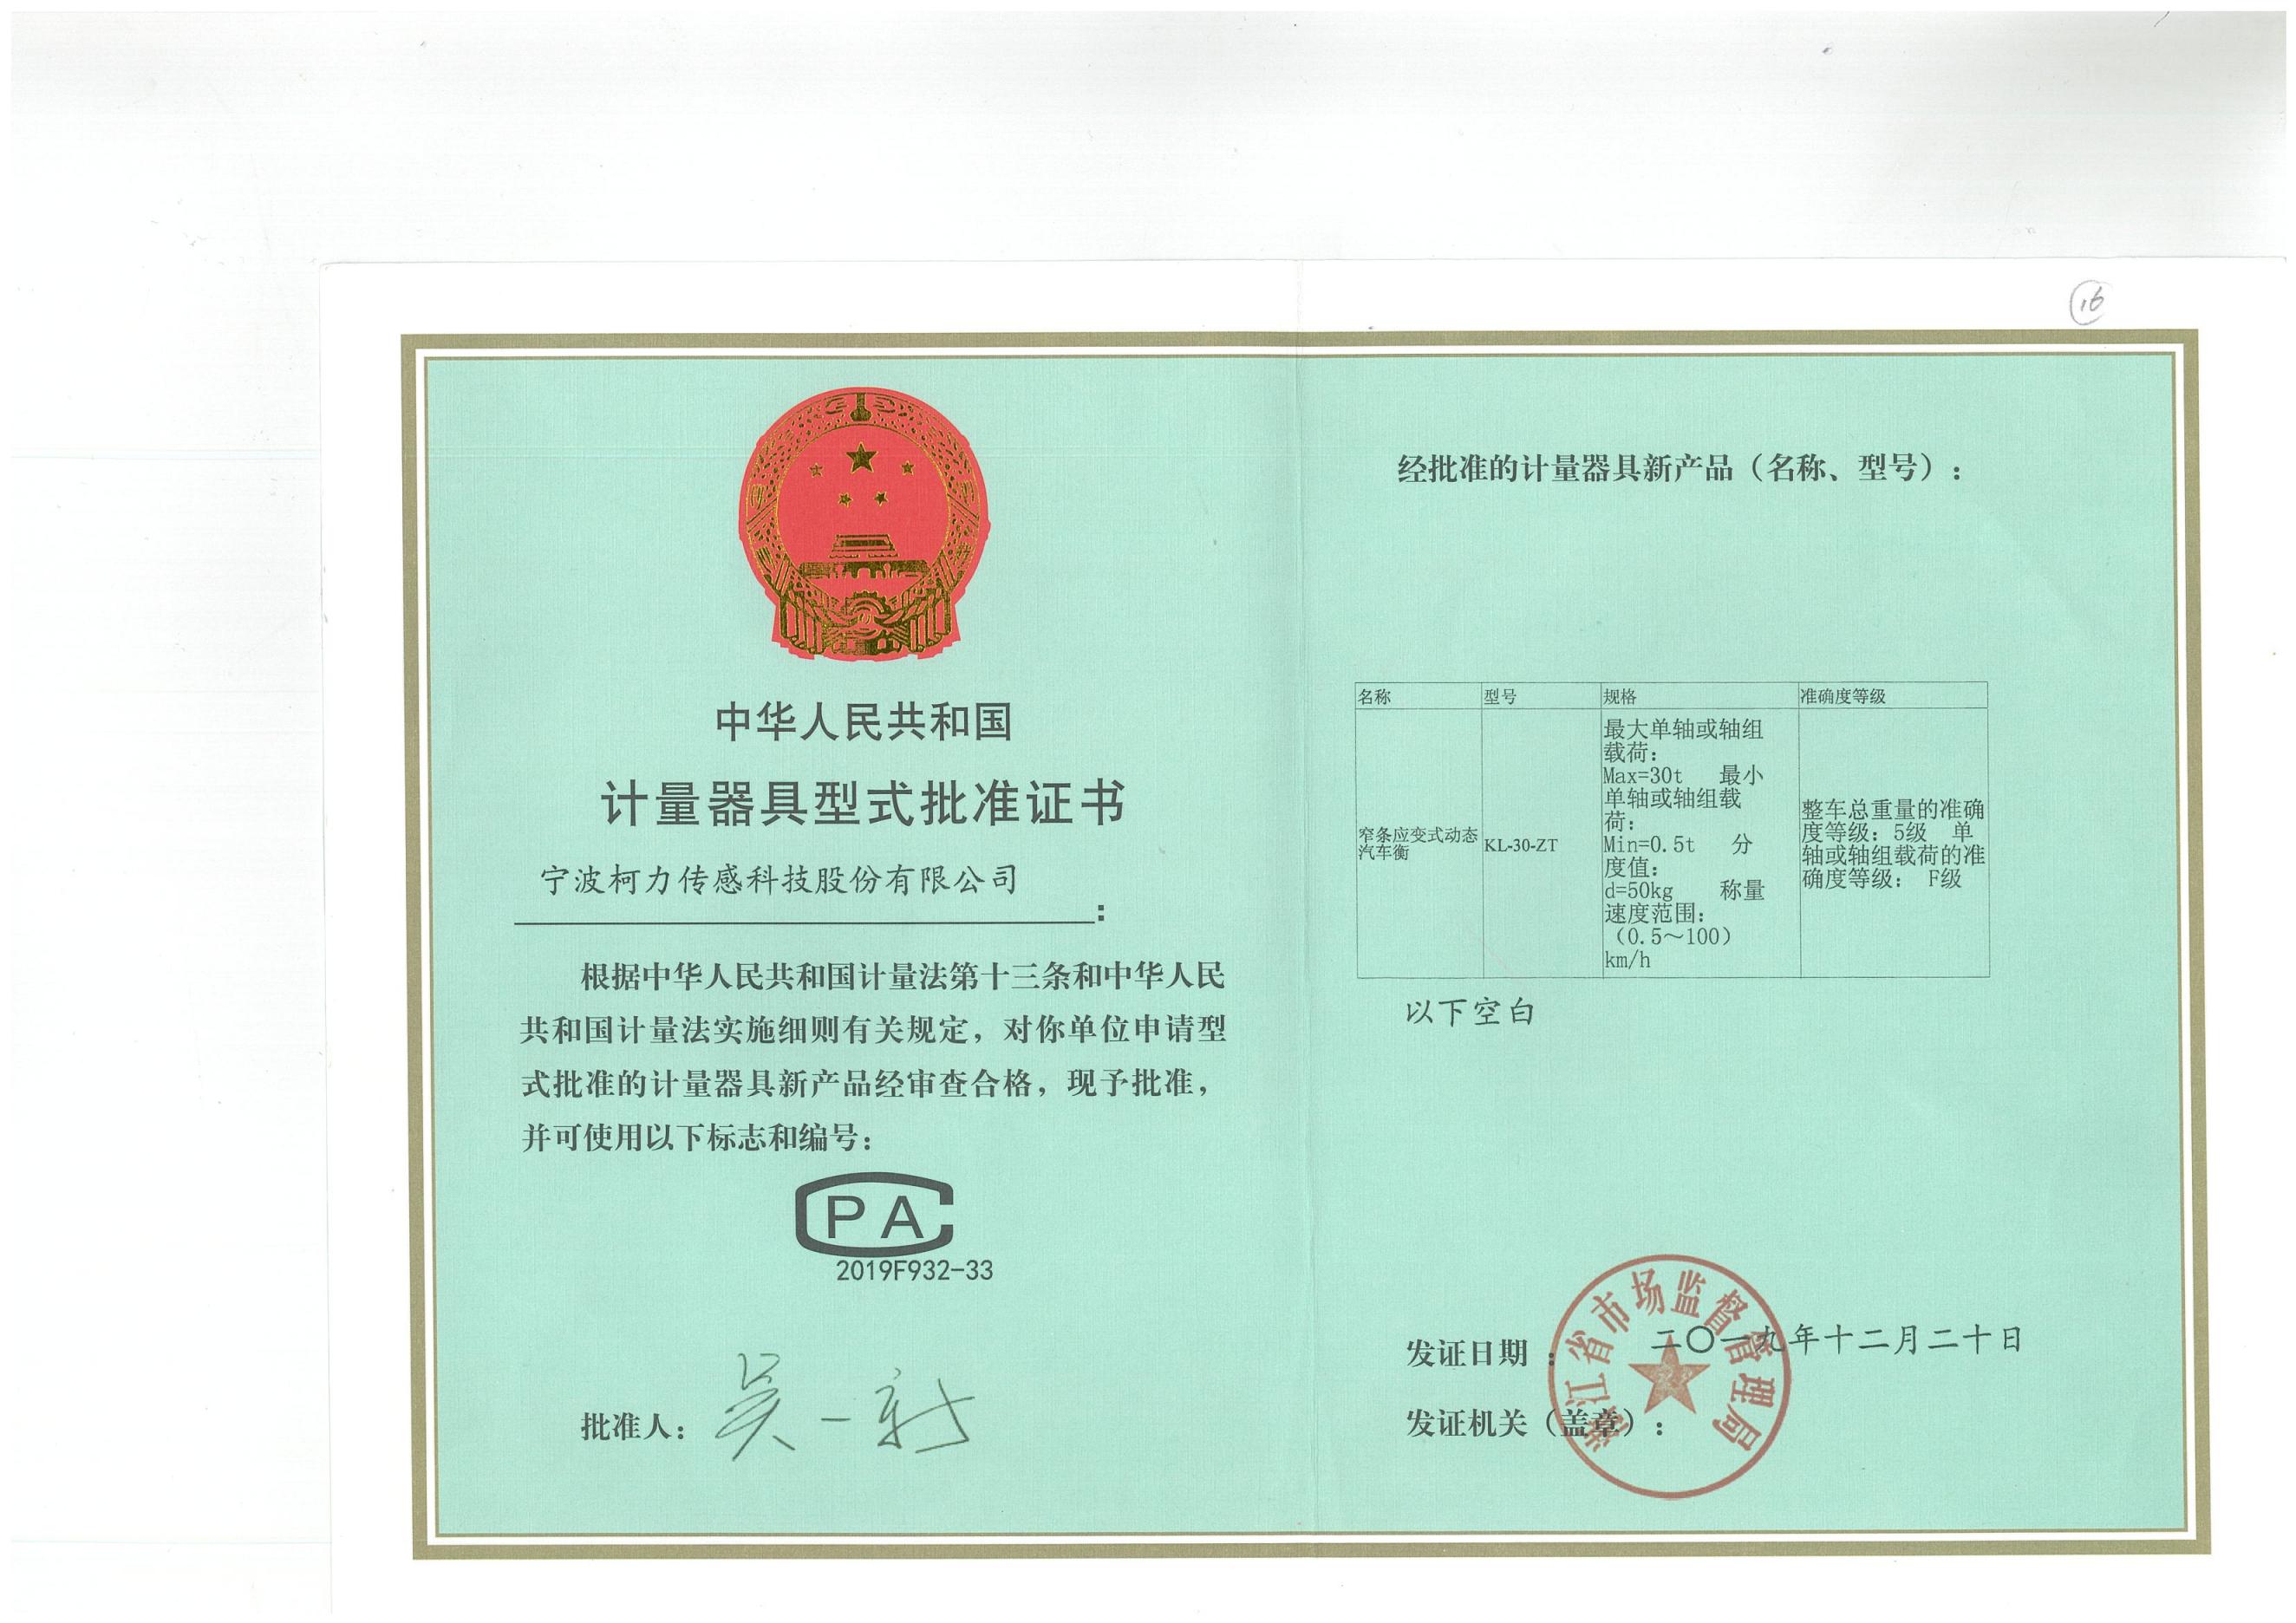 16
中华人民共和国
计量器具型式批准证书
宁波柯力传感科技股份有限公司
：
根据中华人民共和国计量法第十三条和中华人民
共和国计量法实施细则有关规定，对你单位申请型
式批准的计量器具新产品经审查合格，现予批准，
并可使用以下标志和编号：
CPA
2019F932-33
批准人：
吴一新
经批准的计量器具新产品（名称、型号）：
名称 型号 规格 准确度等级
窄条应变式动态
汽车衡
KL-30-ZT
最大单轴或轴组
载荷：
Max=30t 最小
单轴或轴组载
荷：
Min=0.5t 分
度值：
d=50kg 称量
速度范围：
（0.5～100）
km/h
整车总重量的准确
度等级：5级 单
轴或轴组载荷的准
确度等级： F级
以下空白
发证日期 ： 二〇一九年十二月二十日
发证机关（盖章）：
浙江省市场监督管理局